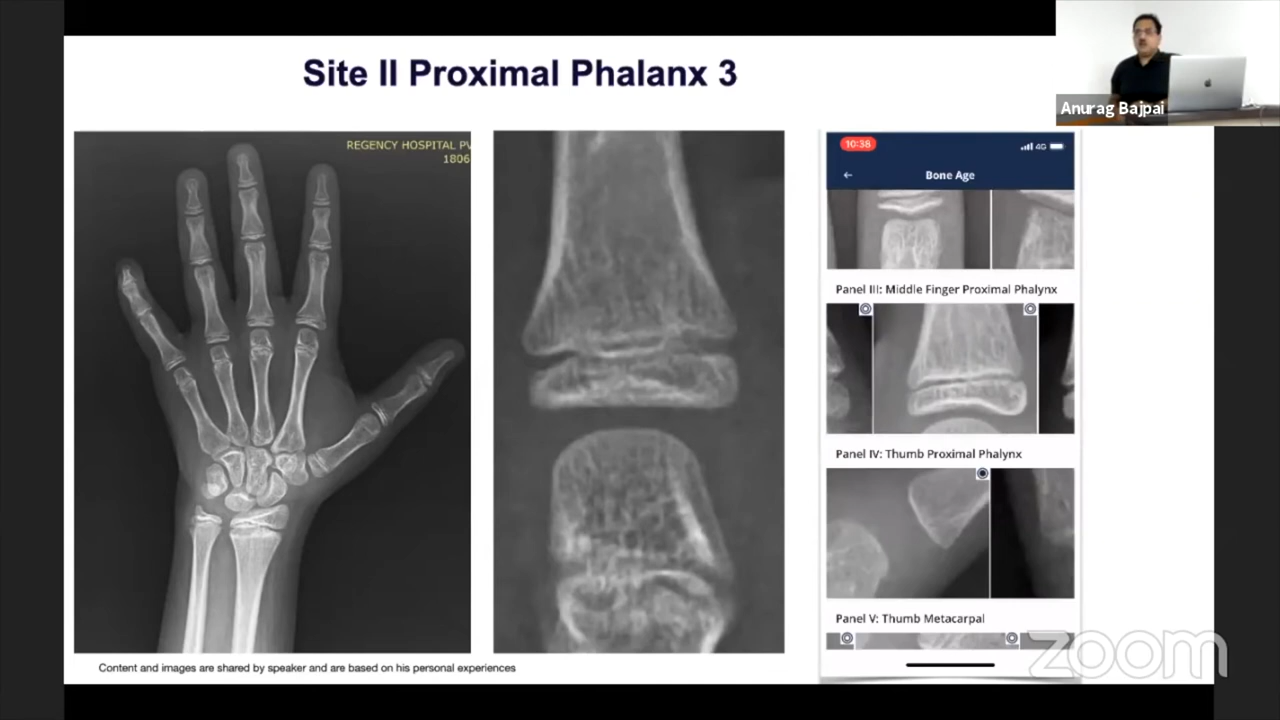 Site II Proximal Phalanx 3
Anurag Bajpai
REGENCY HOSPITAL PV
1806
10:38
4G
Bone Age
Panel III: Middle Finger Proximal Phalynx
Panel IV: Thumb Proximal Phalynx
Panel V: Thumb Metacarpal
zoom
Content and images are shared by speaker and are based on his personal experiences